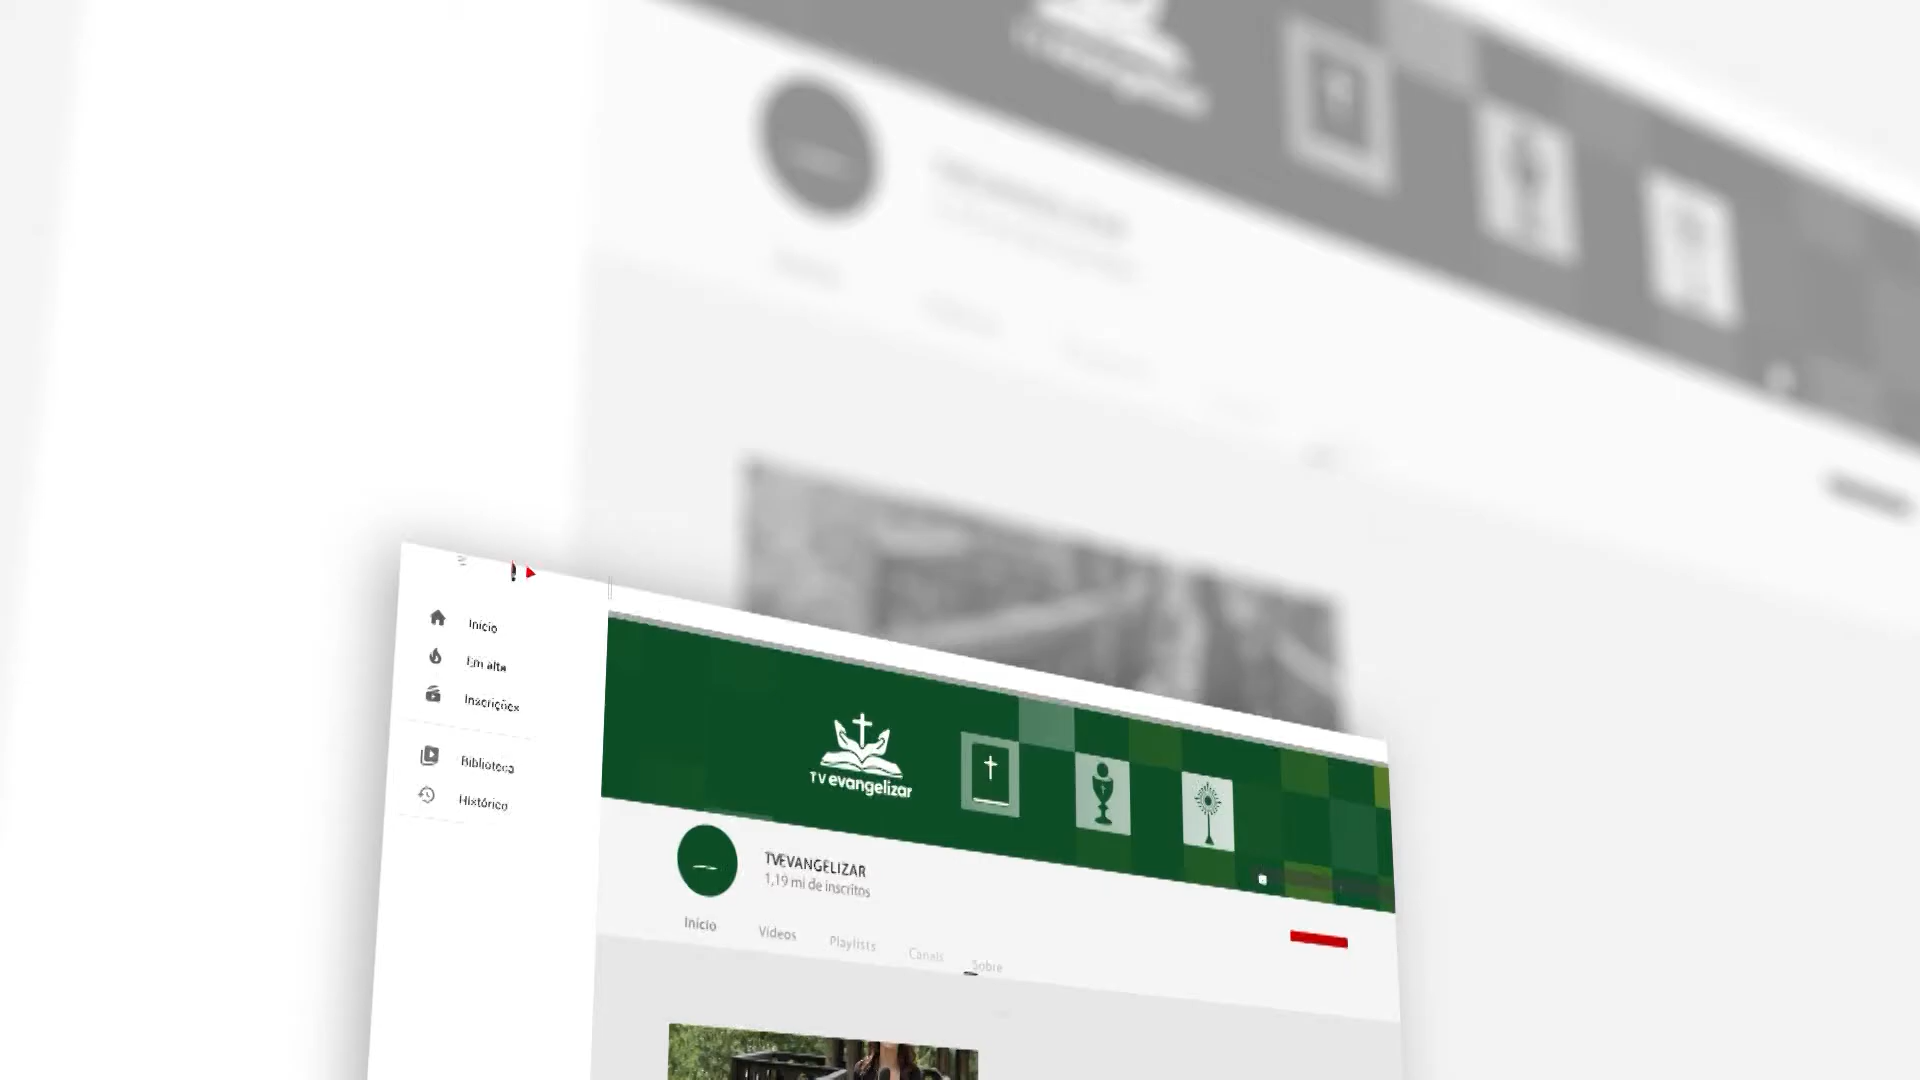 Início
Em alta
Inscrições
Biblioteca
Histórico
TV evangelizar
TVEVANGELIZAR
1,19 mi de inscritos
Início
Vídeos
Playlists
Canais
Sobre